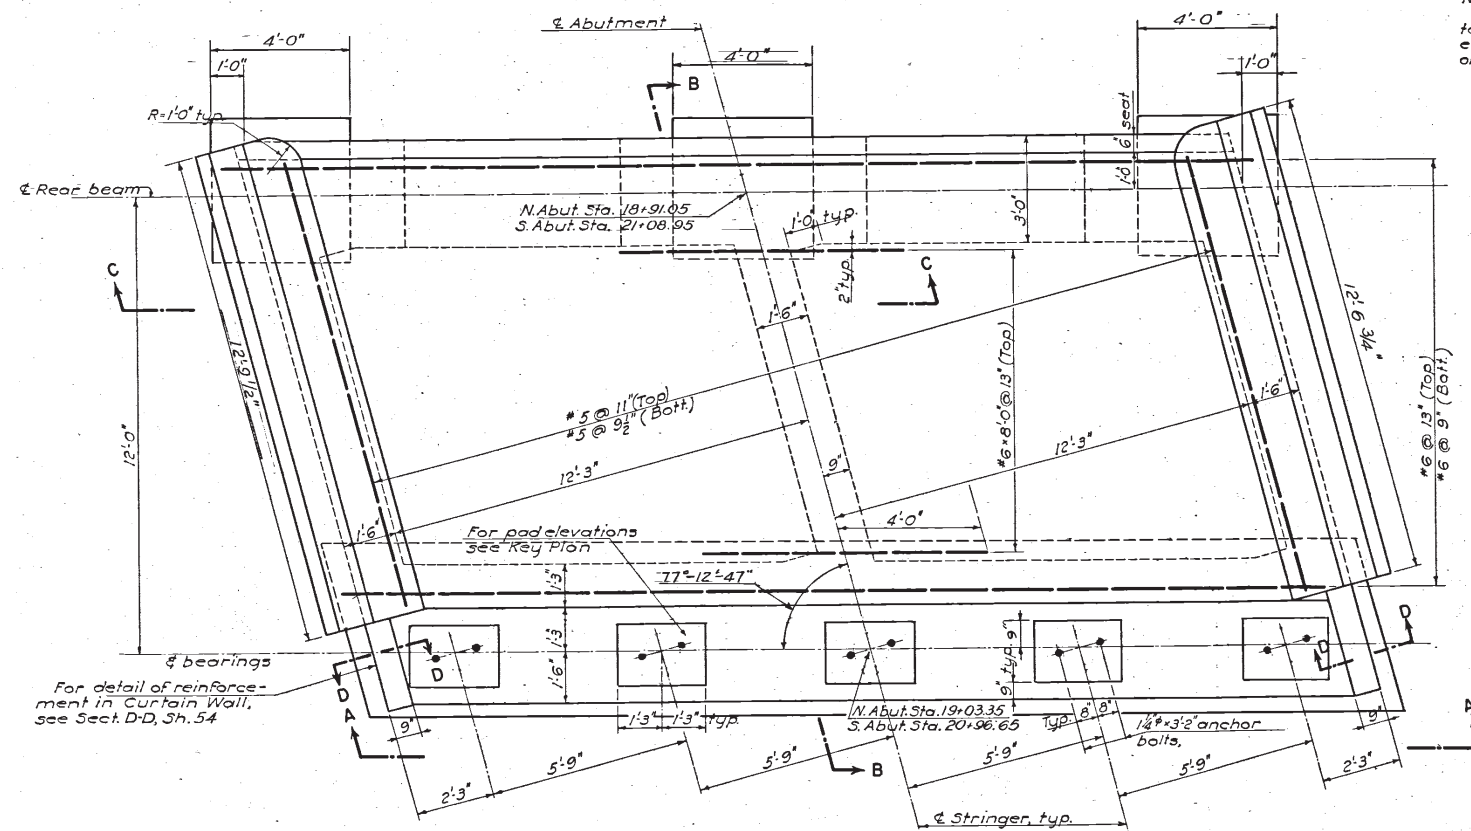 ℄ Abutment
4'-0"
4'-0"
4'-0"
1'-0"
1'-0"
B
R=1'-0" typ.
6" seat
1'-0"
3'-0"
℄ Rear beam
N. Abut. Sta. 18+91.05
S. Abut. Sta. 21+08.95
1'-0" typ.
2" typ.
C
C
1'-6"
12'-0"
12'-9 1/2"
12'-6 3/4"
#5 @ 11" (Top)
#5 @ 9½" (Bott.)
#6 x 8'-0" @ 13" (Top)
#6 @ 13" (Top)
#6 @ 9" (Bott.)
12'-3"
12'-3"
1'-6"
9"
1'-6"
4'-0"
For pad elevations
see Key Plan
1'-3"
77°-12'-47"
1'-3"
1'-6"
9"
9" typ.
℄ bearings
D
D
D
D
For detail of reinforce-
ment in Curtain Wall,
see Sect. D-D, Sh. 54
A
9"
1'-3"
1'-3"
typ.
N. Abut. Sta. 19+03.35
S. Abut. Sta. 20+96.65
Typ.
8"
8"
1¼"φ x 3'-2" anchor
bolts.
9"
B
2'-3"
5'-9"
5'-9"
5'-9"
5'-9"
2'-3"
℄ Stringer, typ.